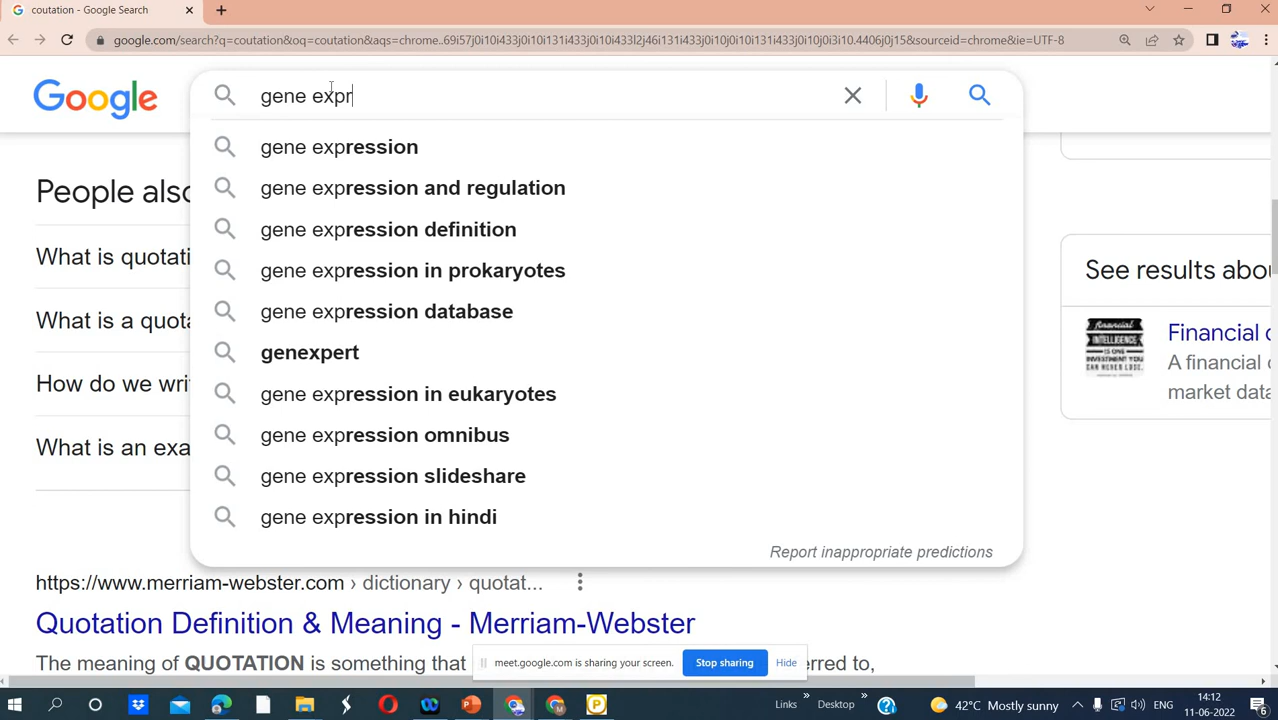 coutation - Google Search
google.com/search?q=coutation&oq=coutation&aqs=chrome..69i57j0i10i433j0i10i131i433j0i10i433l2j46i131i433j0i10j0i10i131i433j0i10j0i3i10.4406j0j15&sourceid=chrome&ie=UTF-8
Google
gene expr
gene expression
gene expression and regulation
gene expression definition
gene expression in prokaryotes
gene expression database
genexpert
gene expression in eukaryotes
gene expression omnibus
gene expression slideshare
gene expression in hindi
Report inappropriate predictions
People also
What is quotati
What is a quota
How do we wri
What is an exa
See results abou
Financial
A financial
market data
https://www.merriam-webster.com › dictionary › quotat...
Quotation Definition & Meaning - Merriam-Webster
The meaning of QUOTATION is something that
rred to,
meet.google.com is sharing your screen.
Stop sharing
Hide
Links
Desktop
42°C Mostly sunny
ENG
14:12
11-06-2022
6